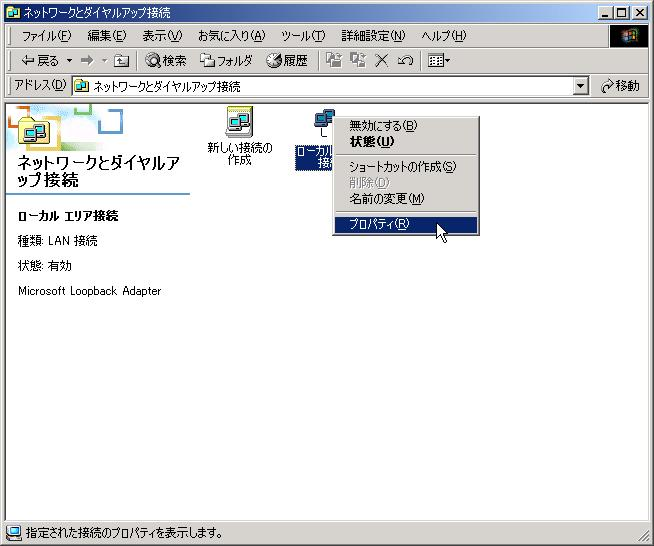 ネットワークとダイヤルアップ接続
ファイル(F) 編集(E) 表示(V) お気に入り(A) ツール(T) 詳細設定(N) ヘルプ(H)
戻る 検索 フォルダ 履歴
アドレス(D) ネットワークとダイヤルアップ接続 移動
ネットワークとダイヤルア
ップ接続
ローカル エリア接続
種類: LAN 接続
状態: 有効
Microsoft Loopback Adapter
新しい接続の
作成
ローカル
接続
無効にする(B)
状態(U)
ショートカットの作成(S)
削除(D)
名前の変更(M)
プロパティ(R)
指定された接続のプロパティを表示します。